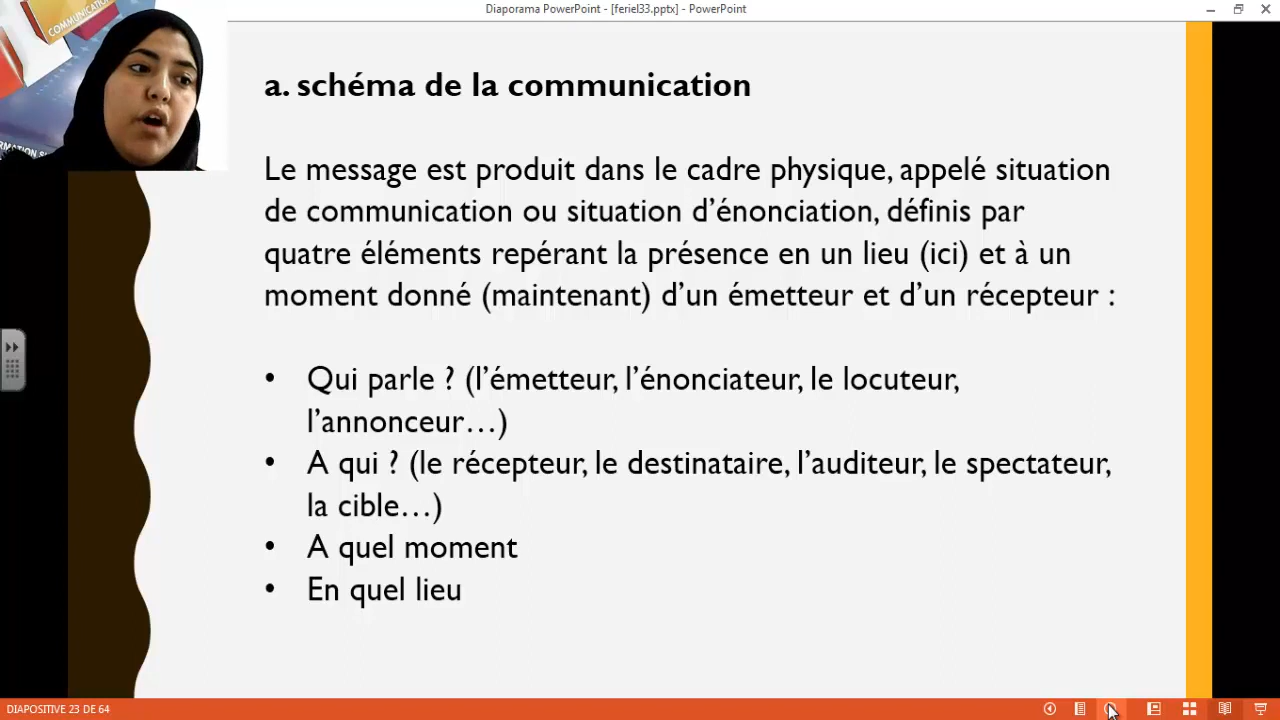 Diaporama PowerPoint - [feriel33.pptx] - PowerPoint
COMMUNICATION
a. schéma de la communication
Le message est produit dans le cadre physique, appelé situation
de communication ou situation d’énonciation, définis par
quatre éléments repérant la présence en un lieu (ici) et à un
moment donné (maintenant) d’un émetteur et d’un récepteur :
• Qui parle ? (l’émetteur, l’énonciateur, le locuteur,
l’annonceur…)
• A qui ? (le récepteur, le destinataire, l’auditeur, le spectateur,
la cible…)
• A quel moment
• En quel lieu
DIAPOSITIVE 23 DE 64